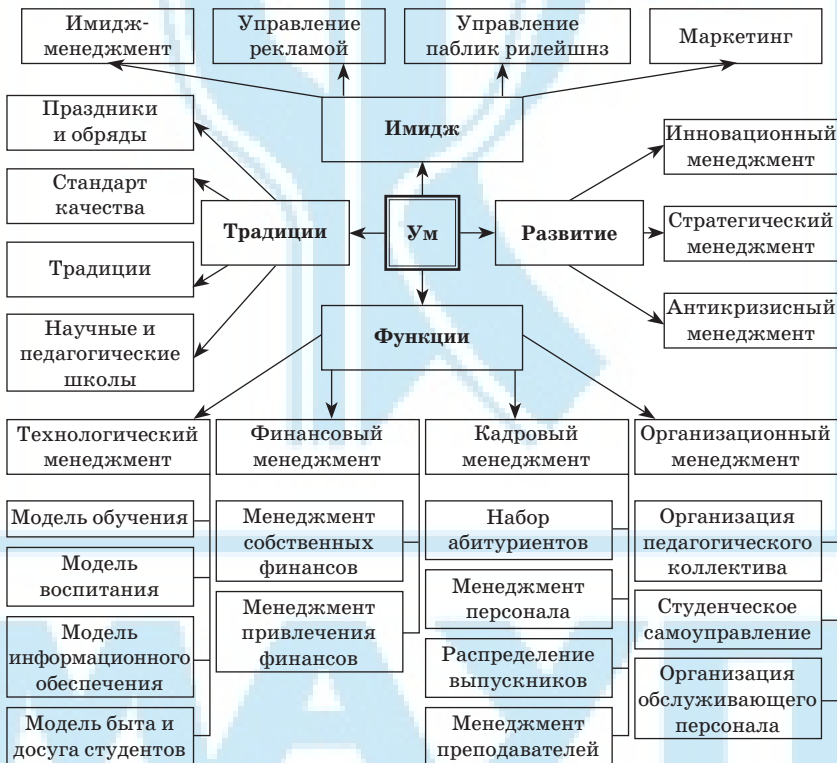 Имидж-
менеджмент
Управление
рекламой
Управление
паблик рилейшнз
Маркетинг
Имидж
Праздники
и обряды
Стандарт
качества
Традиции
Научные и
педагогические
школы
Традиции
Ум
Развитие
Инновационный
менеджмент
Стратегический
менеджмент
Антикризисный
менеджмент
Функции
Технологический
менеджмент
Финансовый
менеджмент
Кадровый
менеджмент
Организационный
менеджмент
Модель обучения
Модель
воспитания
Модель
информационного
обеспечения
Модель быта и
досуга студентов
Менеджмент
собственных
финансов
Менеджмент
привлечения
финансов
Набор
абитуриентов
Менеджмент
персонала
Распределение
выпускников
Менеджмент
преподавателей
Организация
педагогического
коллектива
Студенческое
самоуправление
Организация
обслуживающего
персонала
МАУП